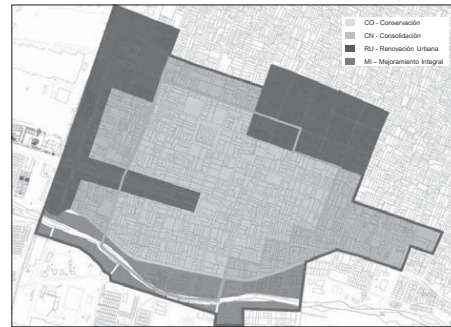 CO - Conservación
CN - Consolidación
RU - Renovación Urbana
MI – Mejoramiento Integral